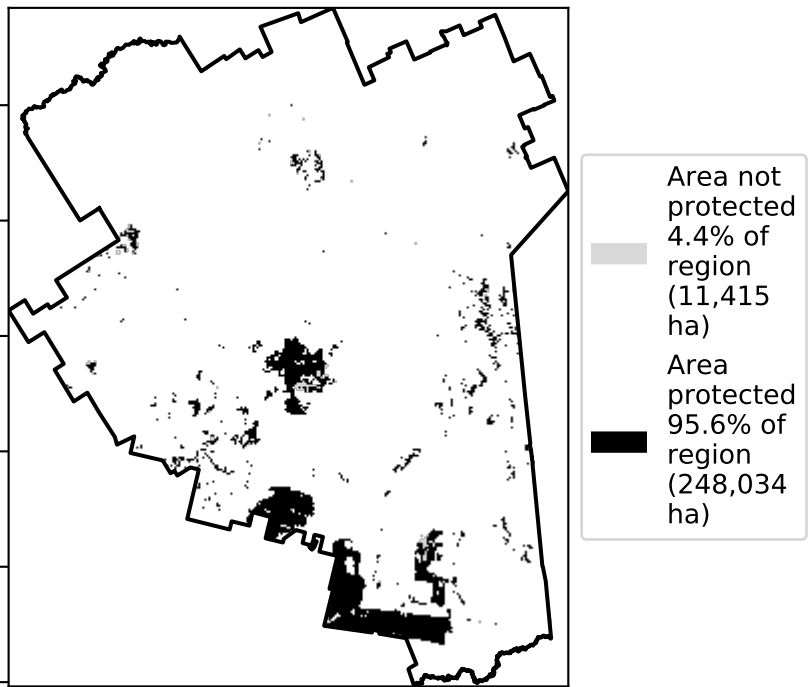 Area not
protected
4.4% of
region
(11,415
ha)
Area
protected
95.6% of
region
(248,034
ha)